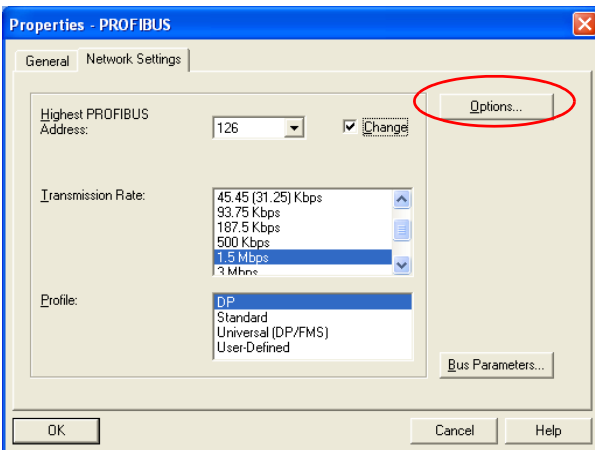 Properties - PROFIBUS
General Network Settings
Options...
Highest PROFIBUS
Address:
126
Change
Transmission Rate:
45.45 (31.25) Kbps
93.75 Kbps
187.5 Kbps
500 Kbps
1.5 Mbps
3 Mbps
Profile:
DP
Standard
Universal (DP/FMS)
User-Defined
Bus Parameters...
OK Cancel Help